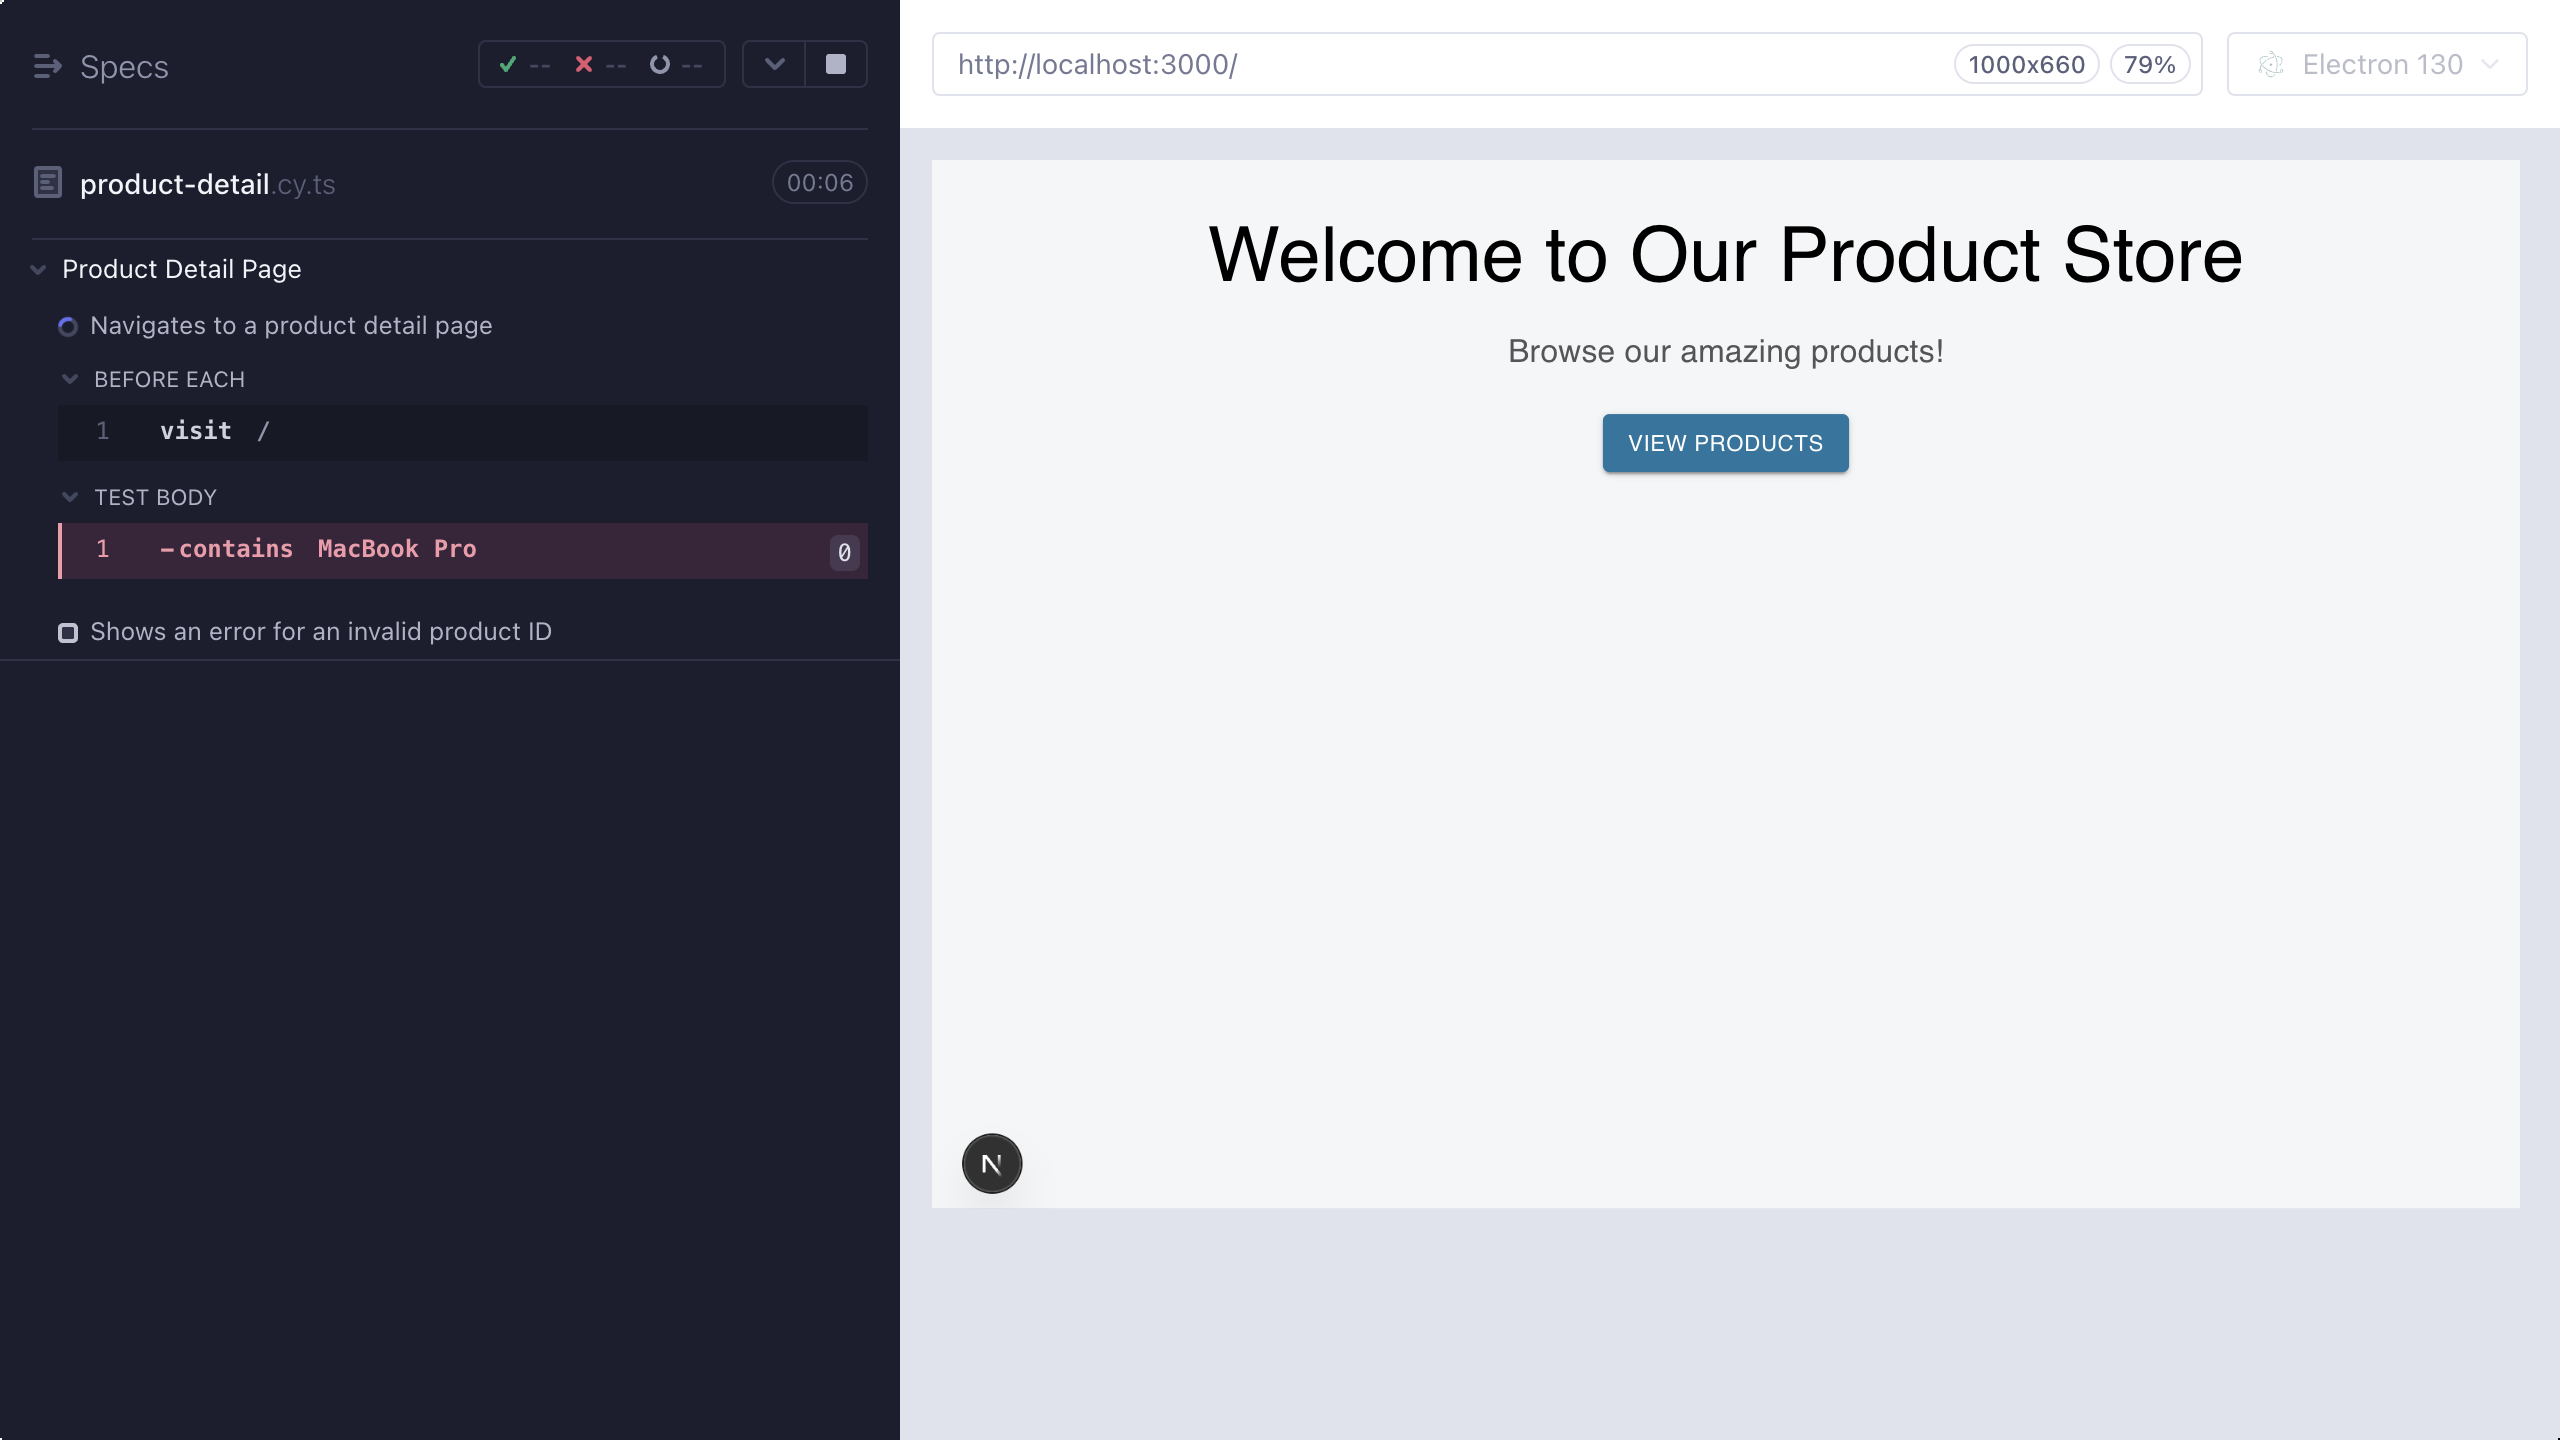 Specs
-- -- --
product-detail.cy.ts 00:06
Product Detail Page
Navigates to a product detail page
BEFORE EACH
1 visit /
TEST BODY
1 -contains MacBook Pro 0
Shows an error for an invalid product ID
http://localhost:3000/ 1000x660 79% Electron 130
Welcome to Our Product Store
Browse our amazing products!
VIEW PRODUCTS
N